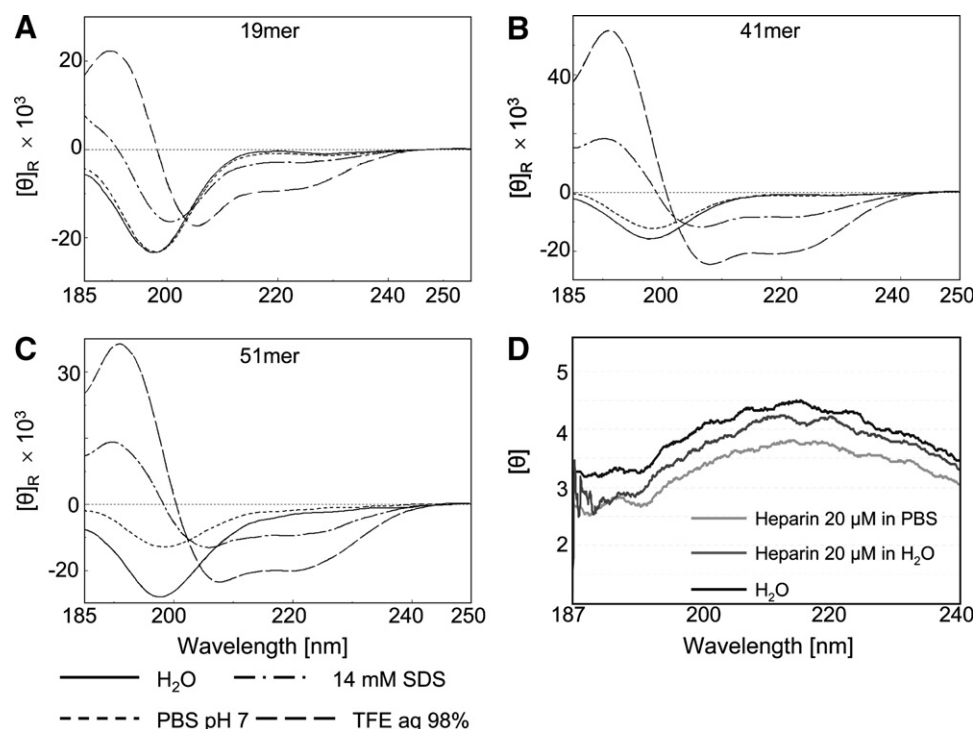 A
19mer
20
0
-20
[θ]R × 10³
185
200
220
240
250
B
41mer
40
0
-20
[θ]R × 10³
185
200
220
240
250
C
51mer
30
0
-20
[θ]R × 10³
185
200
220
240
250
Wavelength [nm]
D
5
4
3
2
[θ]
Heparin 20 µM in PBS
Heparin 20 µM in H₂O
H₂O
187
200
220
240
Wavelength [nm]
H₂O
14 mM SDS
PBS pH 7
TFE aq 98%